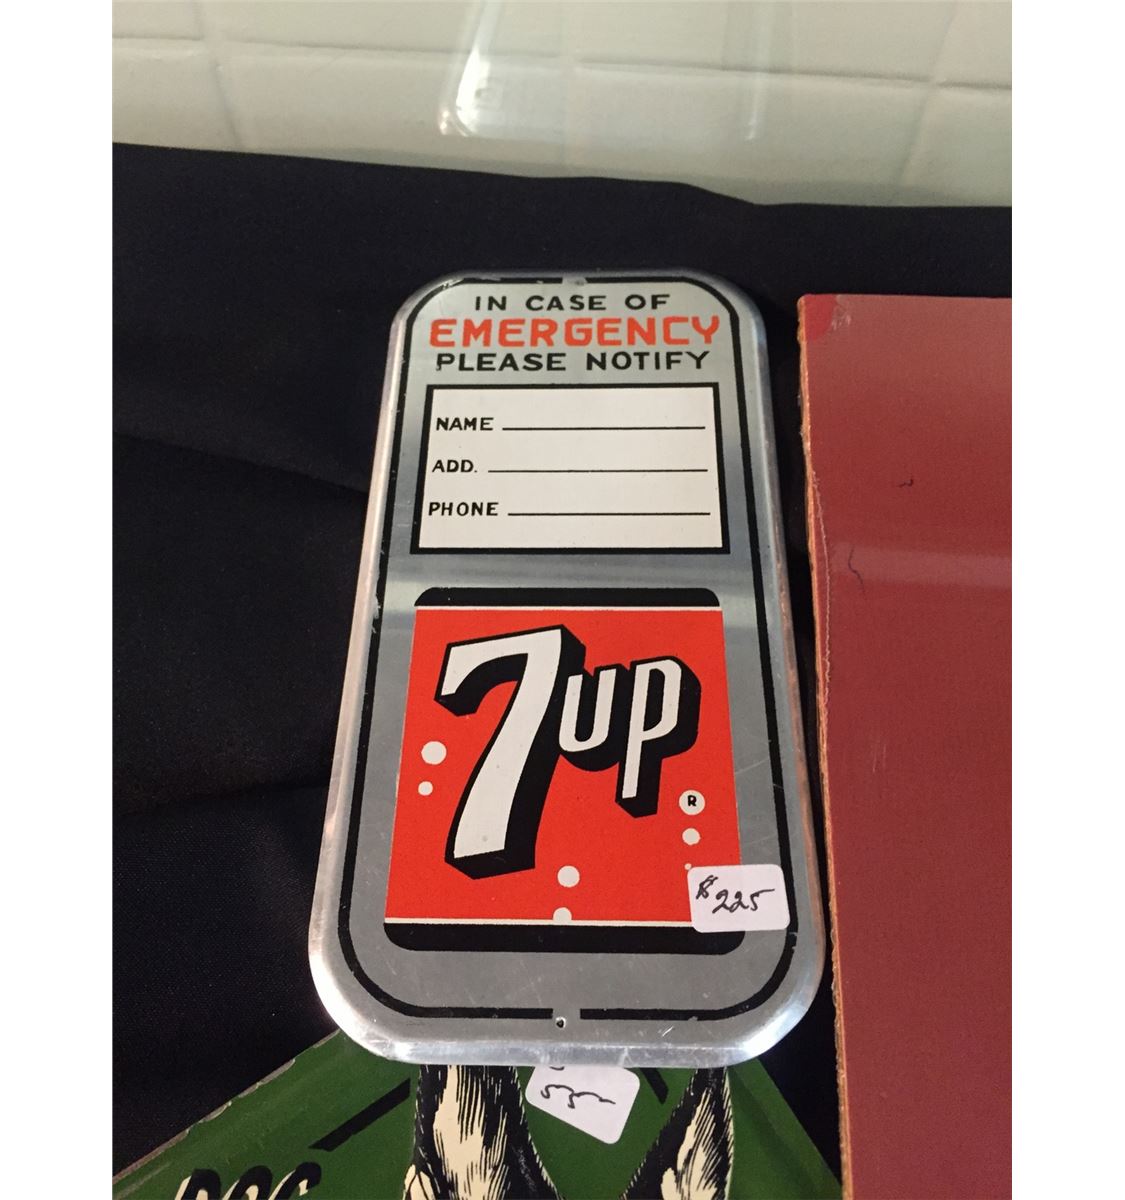 IN CASE OF
EMERGENCY
PLEASE NOTIFY
NAME
ADD.
PHONE
7up
R
$225